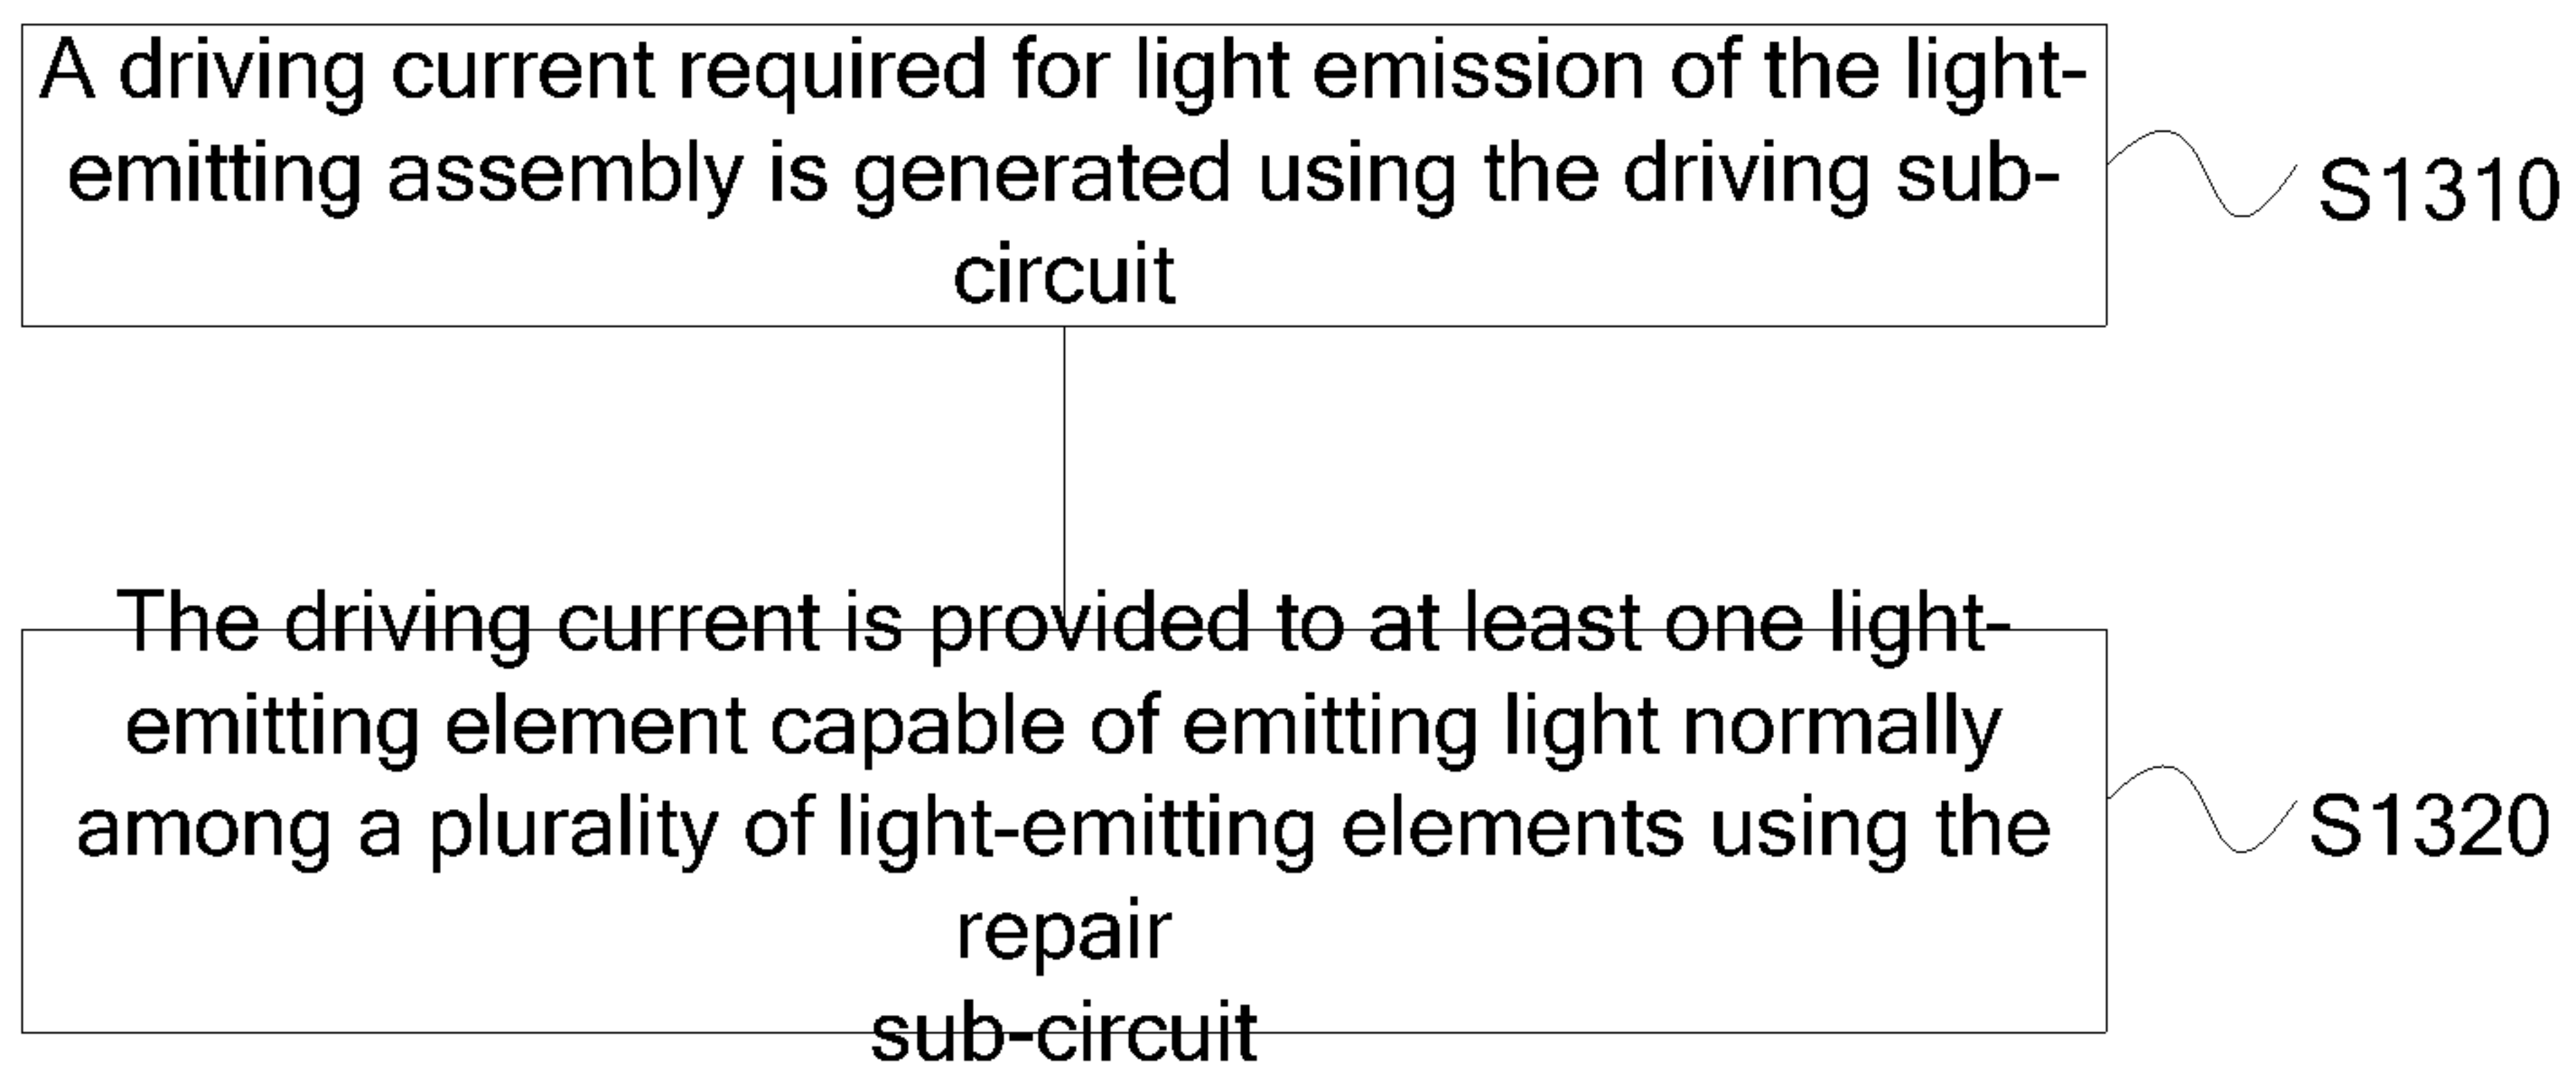 A driving current required for light emission of the light-
emitting assembly is generated using the driving sub-
circuit
S1310
The driving current is provided to at least one light-
emitting element capable of emitting light normally
among a plurality of light-emitting elements using the
repair
sub-circuit
S1320